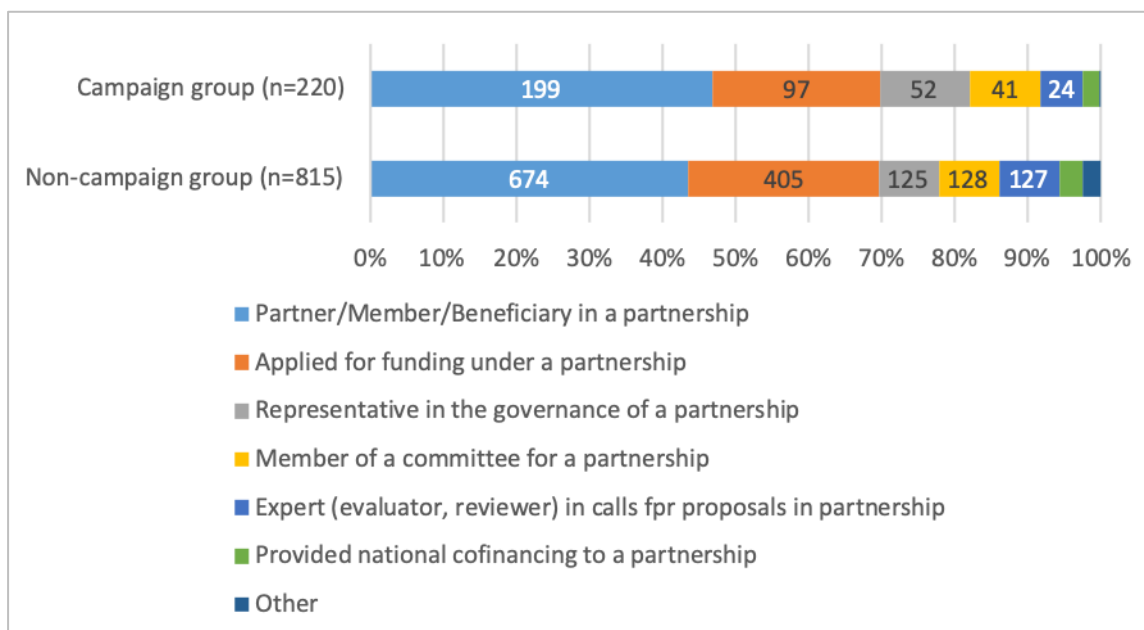 Campaign group (n=220)
199 97 52 41 24
Non-campaign group (n=815)
674 405 125 128 127
0% 10% 20% 30% 40% 50% 60% 70% 80% 90% 100%
Partner/Member/Beneficiary in a partnership
Applied for funding under a partnership
Representative in the governance of a partnership
Member of a committee for a partnership
Expert (evaluator, reviewer) in calls fpr proposals in partnership
Provided national cofinancing to a partnership
Other